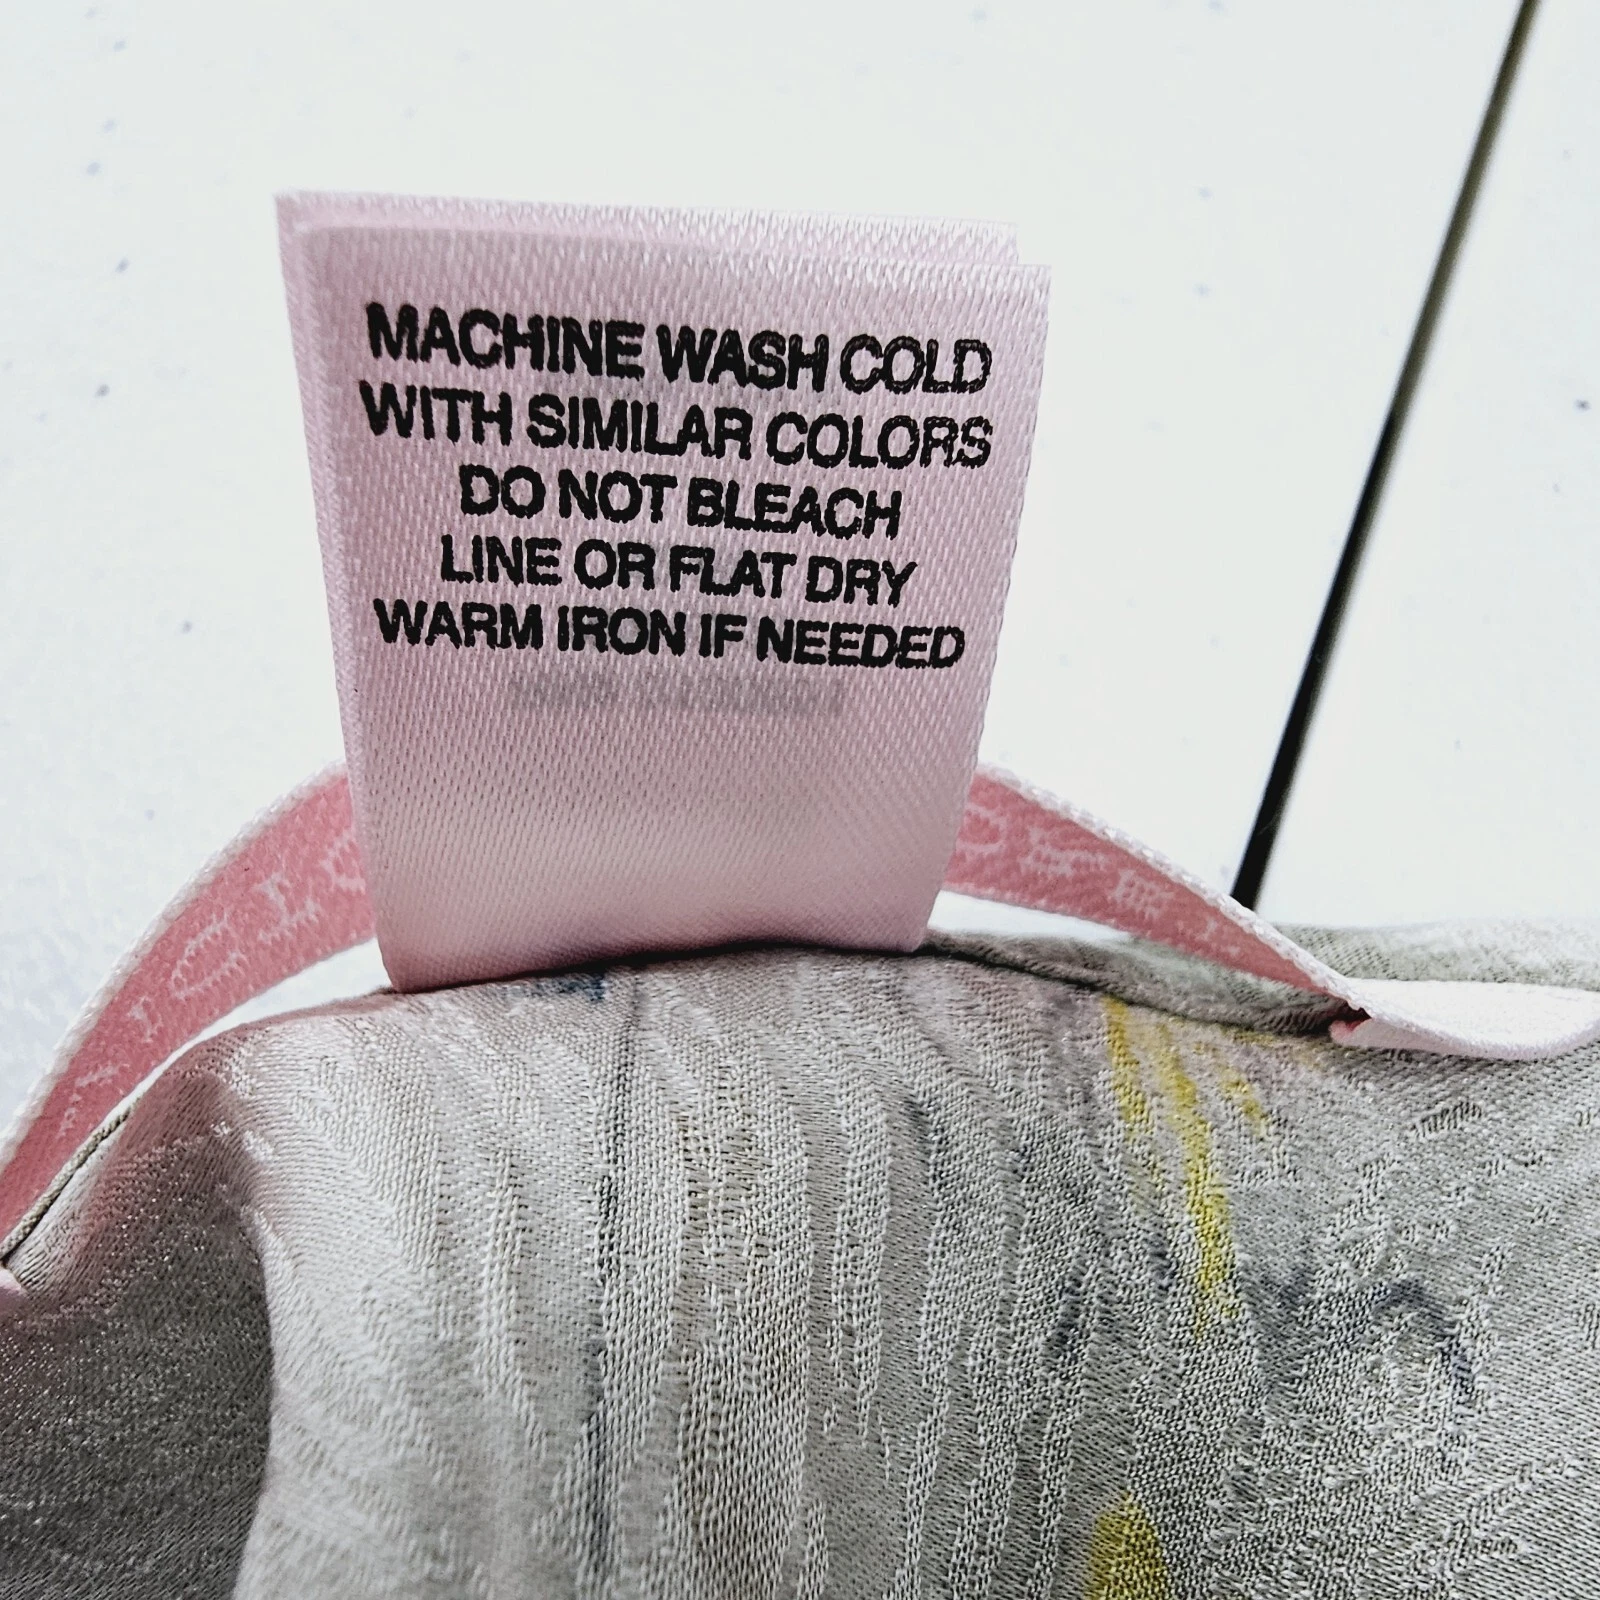 MACHINE WASH COLD
WITH SIMILAR COLORS
DO NOT BLEACH
LINE OR FLAT DRY
WARM IRON IF NEEDED